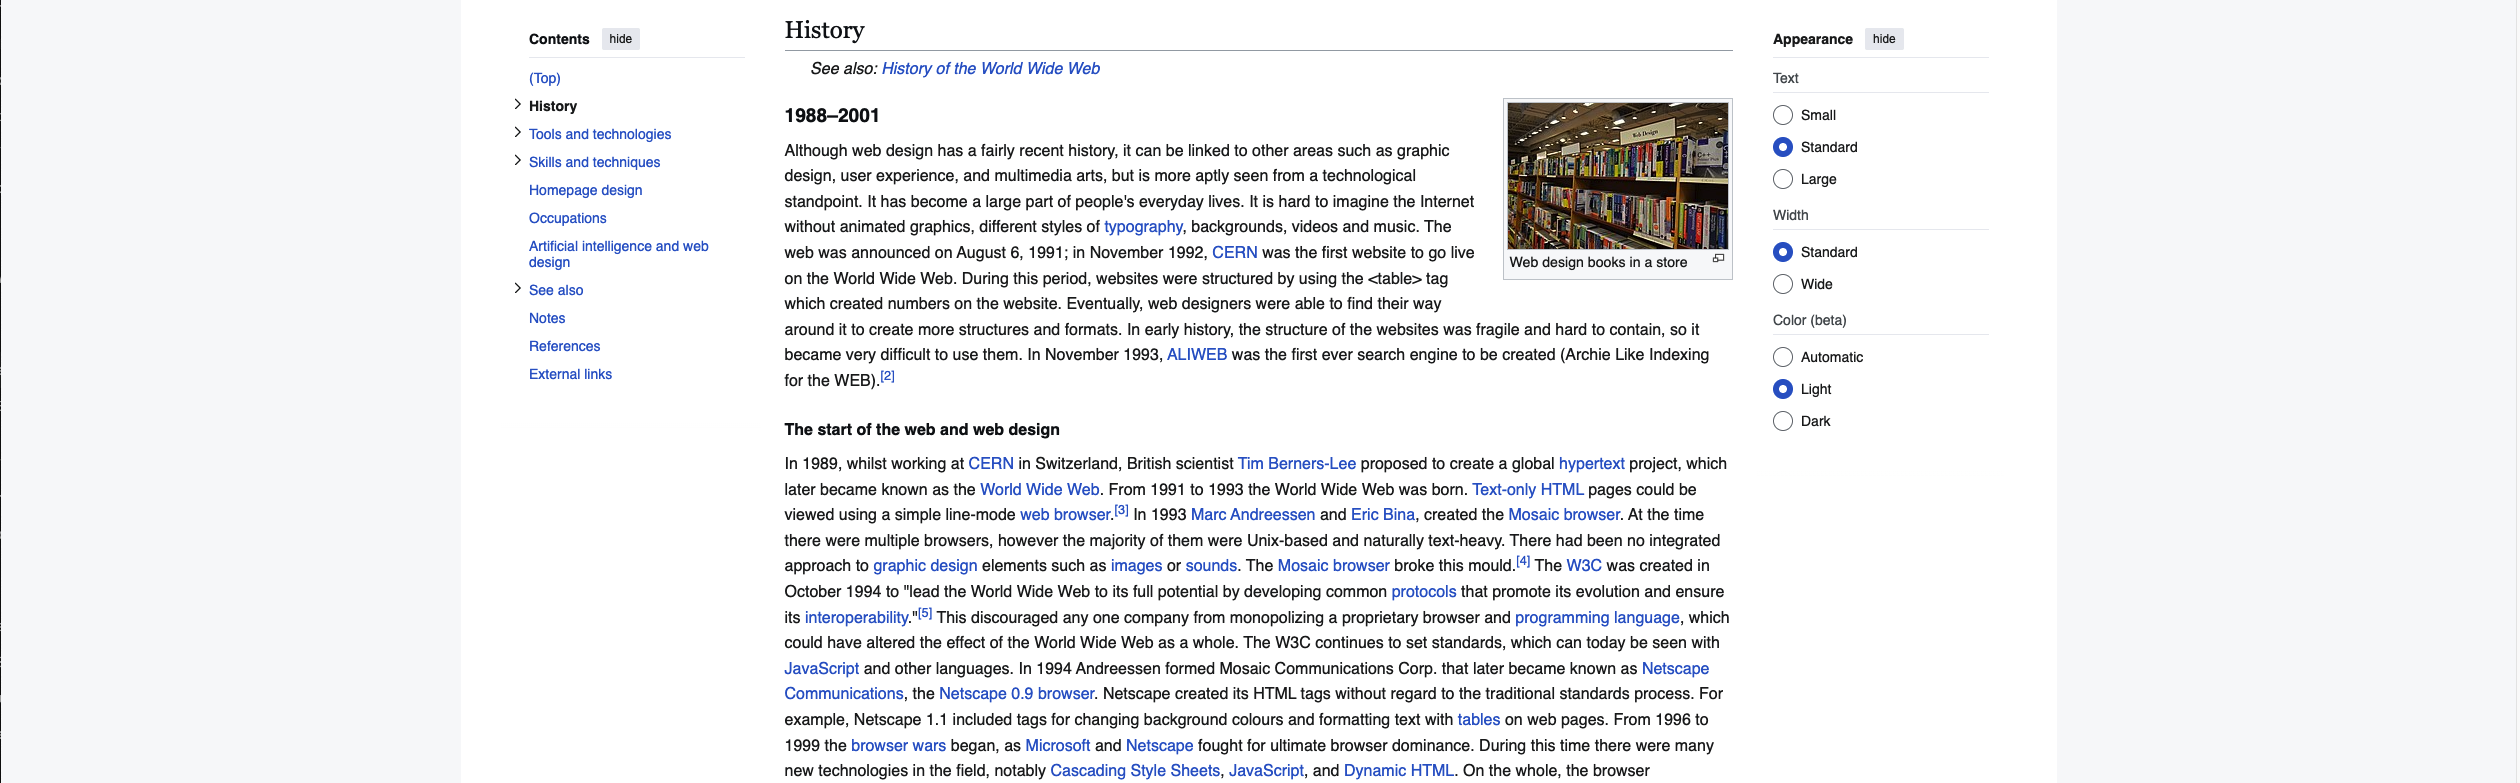 Contents hide
(Top)
History
Tools and technologies
Skills and techniques
Homepage design
Occupations
Artificial intelligence and web
design
See also
Notes
References
External links
History
See also: History of the World Wide Web
1988–2001
Although web design has a fairly recent history, it can be linked to other areas such as graphic
design, user experience, and multimedia arts, but is more aptly seen from a technological
standpoint. It has become a large part of people's everyday lives. It is hard to imagine the Internet
without animated graphics, different styles of typography, backgrounds, videos and music. The
web was announced on August 6, 1991; in November 1992, CERN was the first website to go live
on the World Wide Web. During this period, websites were structured by using the <table> tag
which created numbers on the website. Eventually, web designers were able to find their way
around it to create more structures and formats. In early history, the structure of the websites was fragile and hard to contain, so it
became very difficult to use them. In November 1993, ALIWEB was the first ever search engine to be created (Archie Like Indexing
for the WEB).[2]
Web Design
C++
Web design books in a store
The start of the web and web design
In 1989, whilst working at CERN in Switzerland, British scientist Tim Berners-Lee proposed to create a global hypertext project, which
later became known as the World Wide Web. From 1991 to 1993 the World Wide Web was born. Text-only HTML pages could be
viewed using a simple line-mode web browser.[3] In 1993 Marc Andreessen and Eric Bina, created the Mosaic browser. At the time
there were multiple browsers, however the majority of them were Unix-based and naturally text-heavy. There had been no integrated
approach to graphic design elements such as images or sounds. The Mosaic browser broke this mould.[4] The W3C was created in
October 1994 to "lead the World Wide Web to its full potential by developing common protocols that promote its evolution and ensure
its interoperability."[5] This discouraged any one company from monopolizing a proprietary browser and programming language, which
could have altered the effect of the World Wide Web as a whole. The W3C continues to set standards, which can today be seen with
JavaScript and other languages. In 1994 Andreessen formed Mosaic Communications Corp. that later became known as Netscape
Communications, the Netscape 0.9 browser. Netscape created its HTML tags without regard to the traditional standards process. For
example, Netscape 1.1 included tags for changing background colours and formatting text with tables on web pages. From 1996 to
1999 the browser wars began, as Microsoft and Netscape fought for ultimate browser dominance. During this time there were many
new technologies in the field, notably Cascading Style Sheets, JavaScript, and Dynamic HTML. On the whole, the browser
Appearance hide
Text
Small
Standard
Large
Width
Standard
Wide
Color (beta)
Automatic
Light
Dark